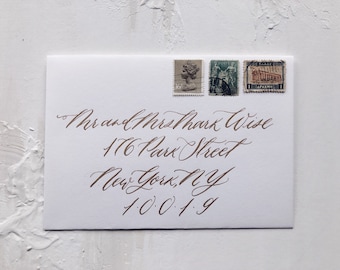 Mr and Mrs Mark Wise
176 Park Street
New York, NY
10019